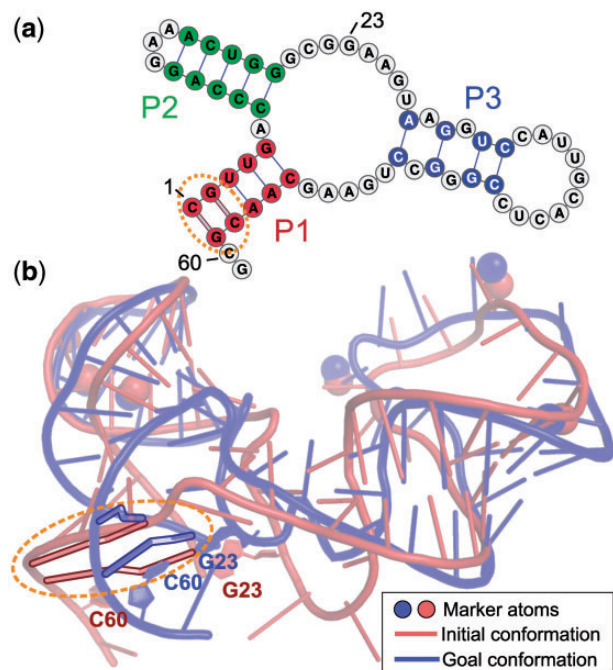 (a)
23
A A A C U G G G G C G G A A G U A A G G U C C A U U G
G G A C C C
P2
P3
A
C A C U C C G G G C C U G A A G C A A C G C G
1
C G U U G
P1
60
(b)
G23
C60
G23
C60
Marker atoms
Initial conformation
Goal conformation